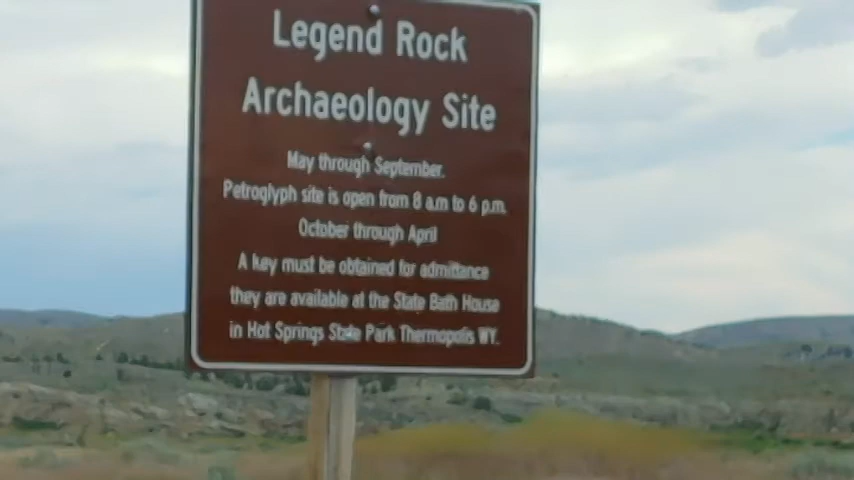 Legend Rock
Archaeology Site
May through September.
Petroglyph site is open from 8 a.m to 6 p.m.
October through April
A key must be obtained for admittance
they are available at the State Bath House
in Hot Springs State Park Thermopolis WY.